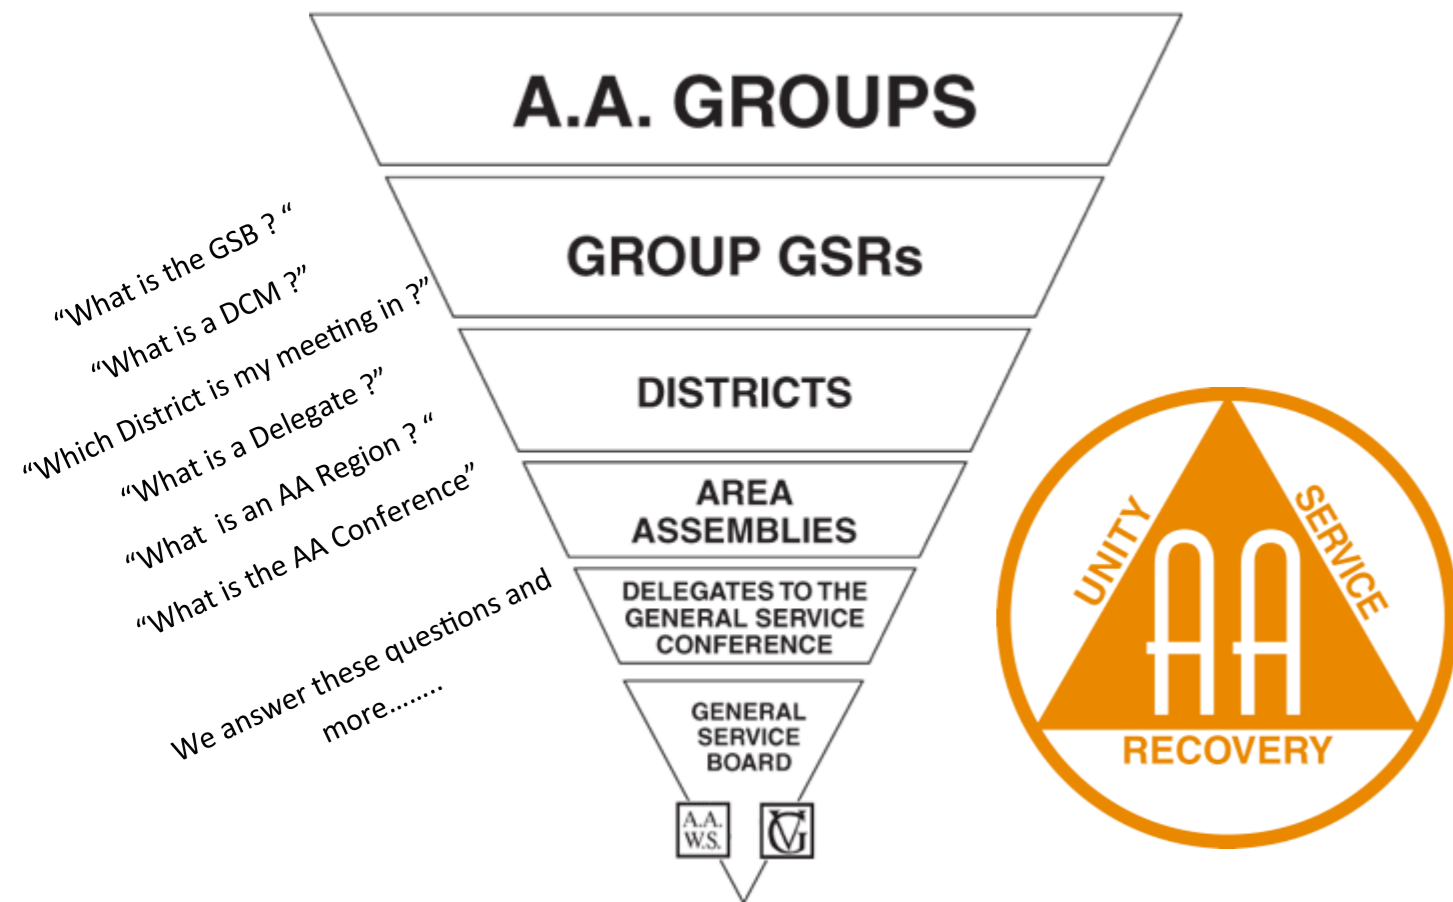 A.A. GROUPS
GROUP GSRs
DISTRICTS
AREA
ASSEMBLIES
DELEGATES TO THE
GENERAL SERVICE
CONFERENCE
GENERAL
SERVICE
BOARD
A.A.
W.S.
GV
“What is the GSB ? “
“What is a DCM ?”
“Which District is my meeting in ?”
“What is a Delegate ?”
“What  is an AA Region ? “
“What is the AA Conference”
We answer these questions and
more........
UNITY
SERVICE
AA
RECOVERY